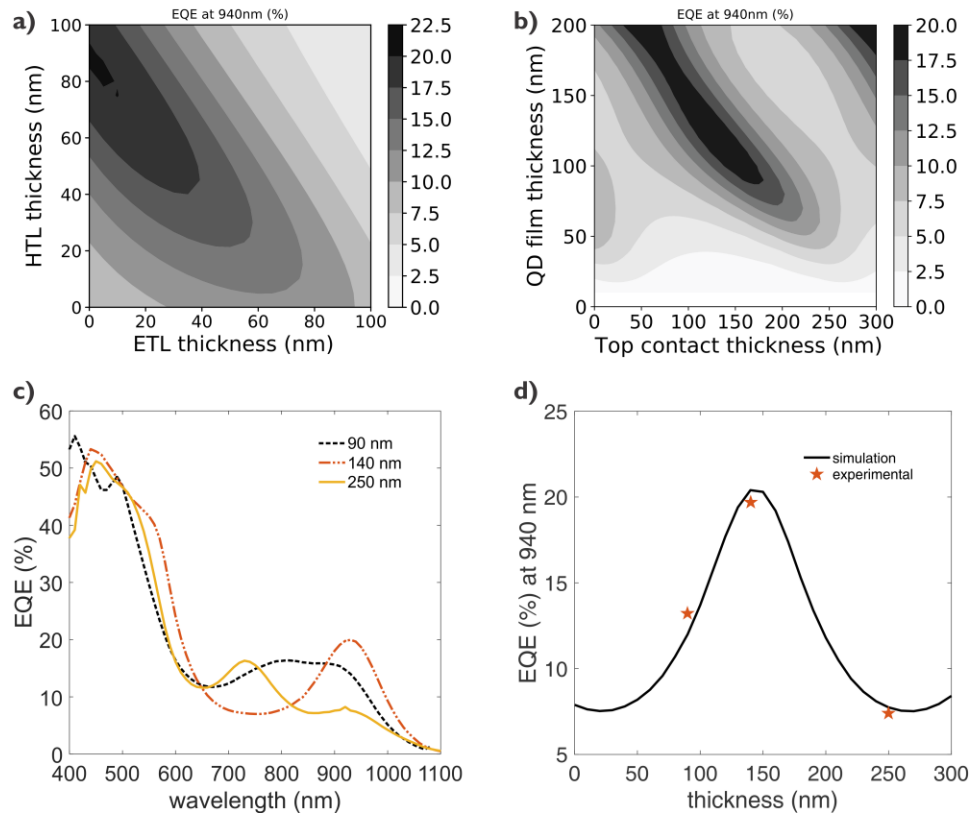 a)
EQE at 940nm (%)
HTL thickness (nm)
100
80
60
40
20
0
0 20 40 60 80 100
ETL thickness (nm)
22.5
20.0
17.5
15.0
12.5
10.0
7.5
5.0
2.5
0.0
b)
EQE at 940nm (%)
QD film thickness (nm)
200
150
100
50
0
0 50 100 150 200 250 300
Top contact thickness (nm)
20.0
17.5
15.0
12.5
10.0
7.5
5.0
2.5
0.0
c)
EQE (%)
60
50
40
30
20
10
0
400 500 600 700 800 900 1000 1100
wavelength (nm)
90 nm
140 nm
250 nm
d)
EQE (%) at 940 nm
25
20
15
10
5
0 50 100 150 200 250 300
thickness (nm)
simulation
experimental